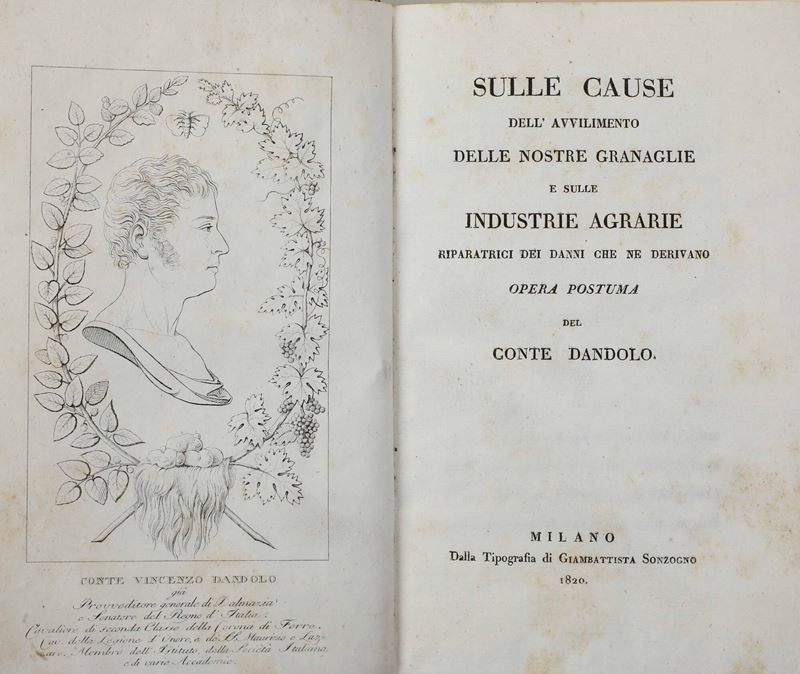 CONTE VINCENZO DANDOLO
già
Provveditore generale di Dalmazia
e Senatore del Regno d'Italia.
Cavaliere di seconda Classe della Corona di Ferro.
Cav. della Legione d'Onore, e de' S.S. Maurizio e Laz-
zaro. Membro dell'Istituto, della Società Italiana
e di varie Accademie.
SULLE CAUSE
DELL' AVVILIMENTO
DELLE NOSTRE GRANAGLIE
E SULLE
INDUSTRIE AGRARIE
RIPARATRICI DEI DANNI CHE NE DERIVANO
OPERA POSTUMA
DEL
CONTE DANDOLO.
MILANO
Dalla Tipografia di GIAMBATTISTA SONZOGNO
1820.